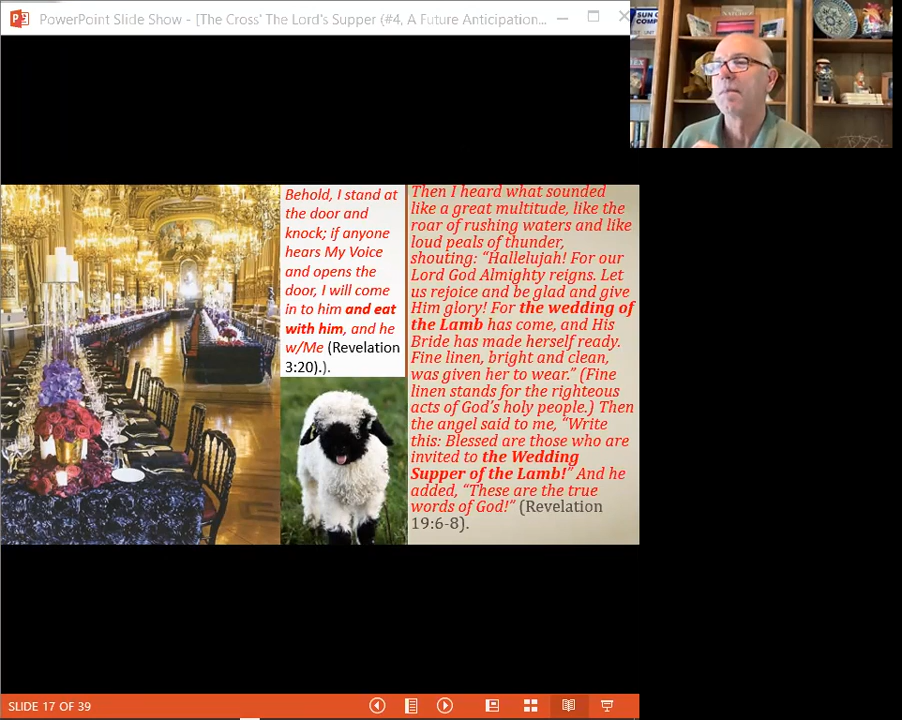 PowerPoint Slide Show - [The Cross' The Lord's Supper (#4, A Future Anticipation...
Behold, I stand at
the door and
knock; if anyone
hears My Voice
and opens the
door, I will come
in to him and eat
with him, and he
w/Me (Revelation
3:20).).
Then I heard what sounded
like a great multitude, like the
roar of rushing waters and like
loud peals of thunder,
shouting: “Hallelujah! For our
Lord God Almighty reigns. Let
us rejoice and be glad and give
Him glory! For the wedding of
the Lamb has come, and His
Bride has made herself ready.
Fine linen, bright and clean,
was given her to wear.” (Fine
linen stands for the righteous
acts of God’s holy people.) Then
the angel said to me, “Write
this: Blessed are those who are
invited to the Wedding
Supper of the Lamb!” And he
added, “These are the true
words of God!” (Revelation
19:6-8).
SLIDE 17 OF 39